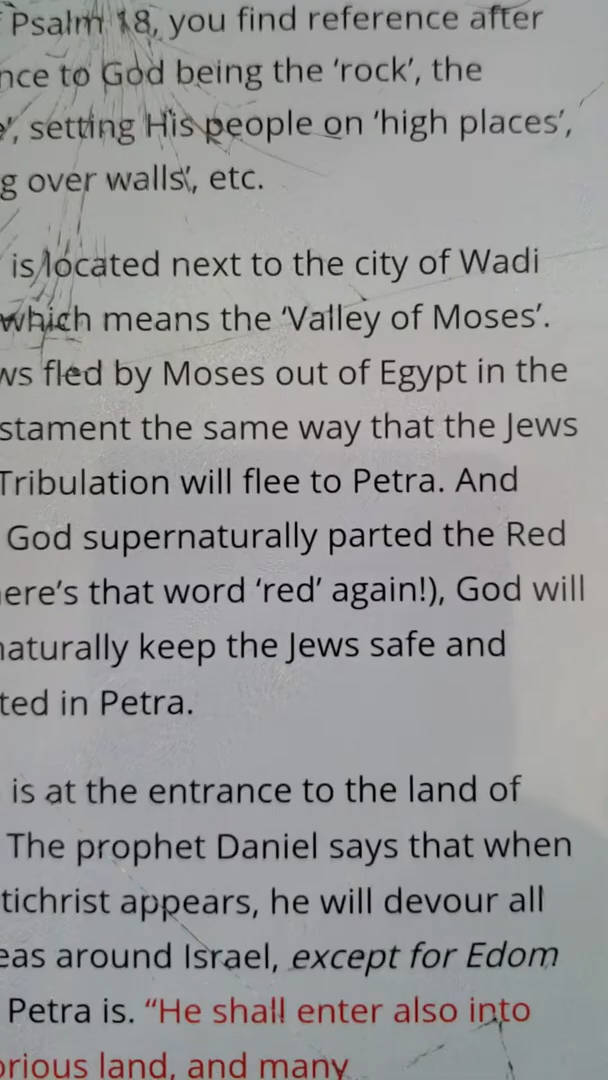 Psalm 18, you find reference after
nce to God being the ‘rock’, the
e’, setting His people on ‘high places’,
g over walls’, etc.
is located next to the city of Wadi
which means the ‘Valley of Moses’.
ws fled by Moses out of Egypt in the
stament the same way that the Jews
Tribulation will flee to Petra. And
God supernaturally parted the Red
ere’s that word ‘red’ again!), God will
naturally keep the Jews safe and
ted in Petra.
is at the entrance to the land of
The prophet Daniel says that when
tichrist appears, he will devour all
eas around Israel, except for Edom
Petra is. “He shall enter also into
orious land, and many